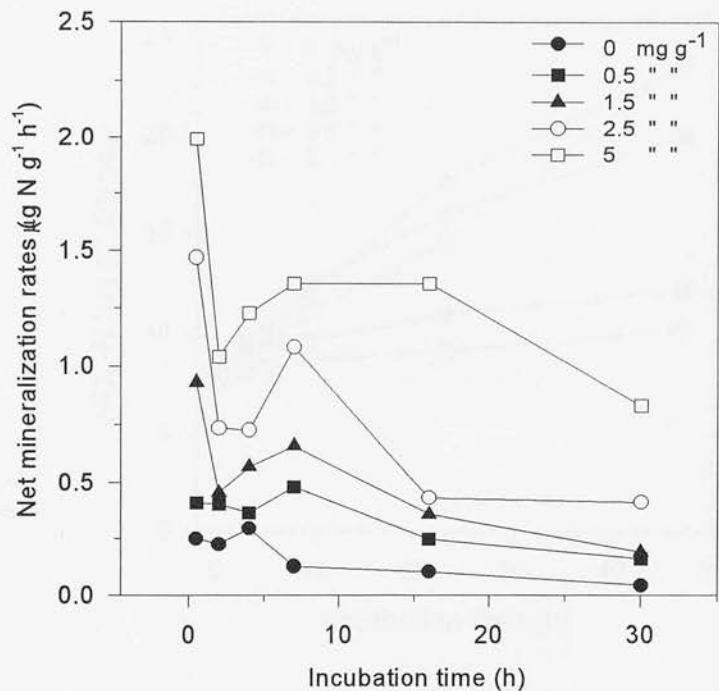 Net mineralization rates (µg N g⁻¹ h⁻¹)
2.5
2.0
1.5
1.0
0.5
0.0
0 mg g⁻¹
0.5 " "
1.5 " "
2.5 " "
5 " "
0
10
20
30
Incubation time (h)